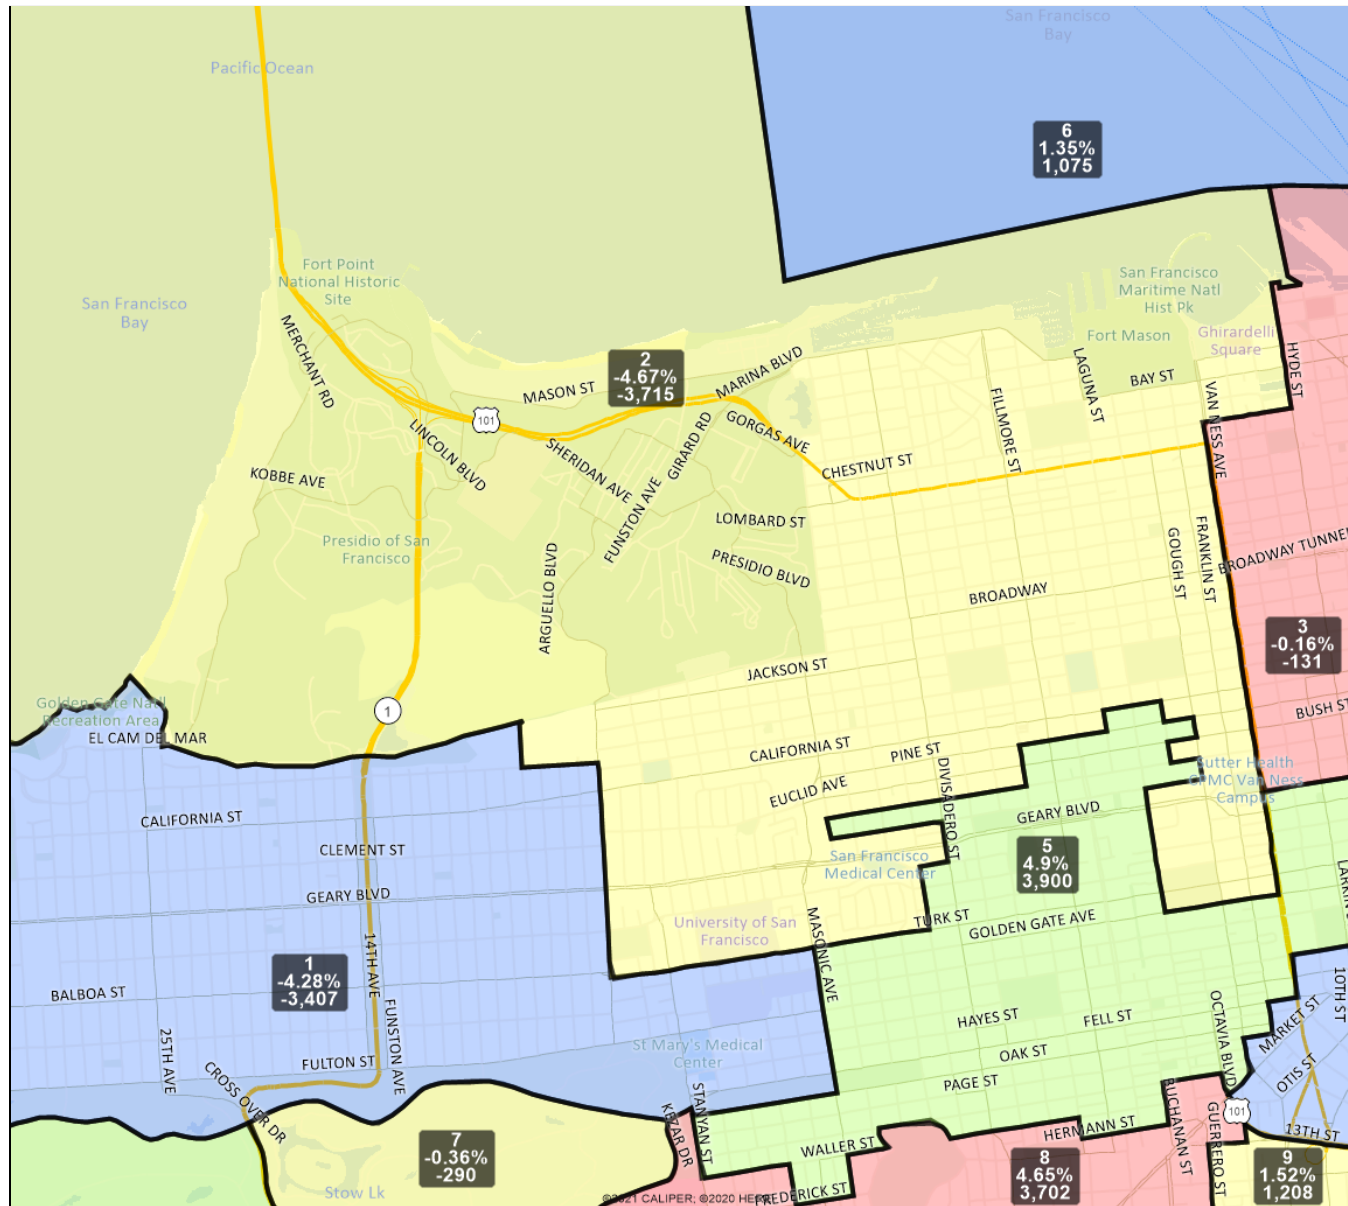 San Francisco
Bay
Pacific Ocean
6
1.35%
1,075
Fort Point
National Historic
Site
San Francisco
Bay
San Francisco
Maritime Natl
Hist Pk
Fort Mason
Ghirardelli
Square
MERCHANT RD
MASON ST
2
-4.67%
-3,715
MARINA BLVD
LAGUNA ST
BAY ST
HYDE ST
VAN NESS AVE
101
LINCOLN BLVD
SHERIDAN AVE
GIRARD RD
GORGAS AVE
FILLMORE ST
CHESTNUT ST
KOBBE AVE
FUNSTON AVE
LOMBARD ST
Presidio of San
Francisco
PRESIDIO BLVD
ARGUELLO BLVD
GOUGH ST
FRANKLIN ST
BROADWAY TUNNEL
BROADWAY
3
-0.16%
-131
JACKSON ST
Golden Gate Nat'l
Recreation Area
EL CAM DEL MAR
1
BUSH ST
CALIFORNIA ST
PINE ST
DIVISADERO ST
EUCLID AVE
Sutter Health
CPMC Van Ness
Campus
CALIFORNIA ST
GEARY BLVD
CLEMENT ST
San Francisco
Medical Center
5
4.9%
3,900
GEARY BLVD
LARKIN
University of San
Francisco
TURK ST
GOLDEN GATE AVE
MASONIC AVE
14TH AVE
1
-4.28%
-3,407
BALBOA ST
FUNSTON AVE
25TH AVE
FULTON ST
CROSS OVER DR
St Mary's Medical
Center
HAYES ST
FELL ST
OAK ST
PAGE ST
OCTAVIA BLVD
10TH ST
MARKET ST
OTIS ST
101
13TH ST
BUCHANAN ST
GUERRERO ST
HERMANN ST
WALLER ST
STANYAN ST
KEZAR DR
7
-0.36%
-290
Stow Lk
8
4.65%
3,702
9
1.52%
1,208
FREDERICK ST
©2021 CALIPER; ©2020 HERE